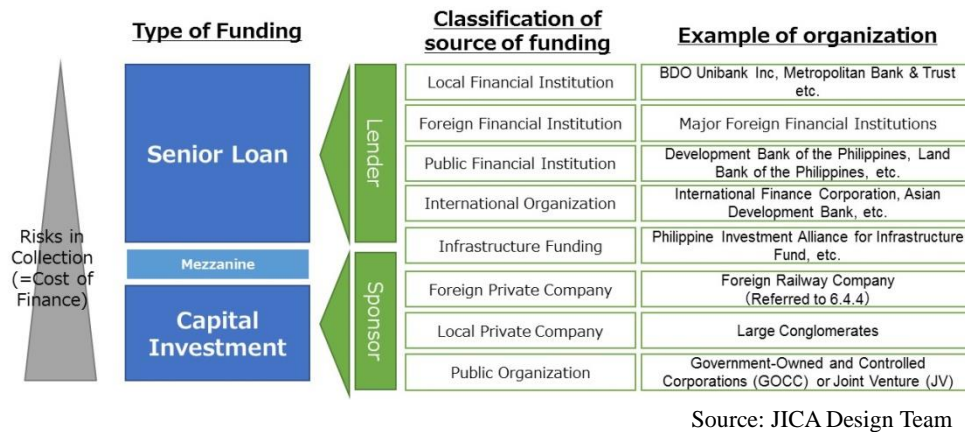 Type of Funding
Classification of
source of funding
Example of organization
Risks in
Collection
(=Cost of
Finance)
Senior Loan
Mezzanine
Capital
Investment
Lender
Sponsor
Local Financial Institution
BDO Unibank Inc, Metropolitan Bank & Trust
etc.
Foreign Financial Institution
Major Foreign Financial Institutions
Public Financial Institution
Development Bank of the Philippines, Land
Bank of the Philippines, etc.
International Organization
International Finance Corporation, Asian
Development Bank, etc.
Infrastructure Funding
Philippine Investment Alliance for Infrastructure
Fund, etc.
Foreign Private Company
Foreign Railway Company
(Referred to 6.4.4)
Local Private Company
Large Conglomerates
Public Organization
Government-Owned and Controlled
Corporations (GOCC) or Joint Venture (JV)
Source: JICA Design Team